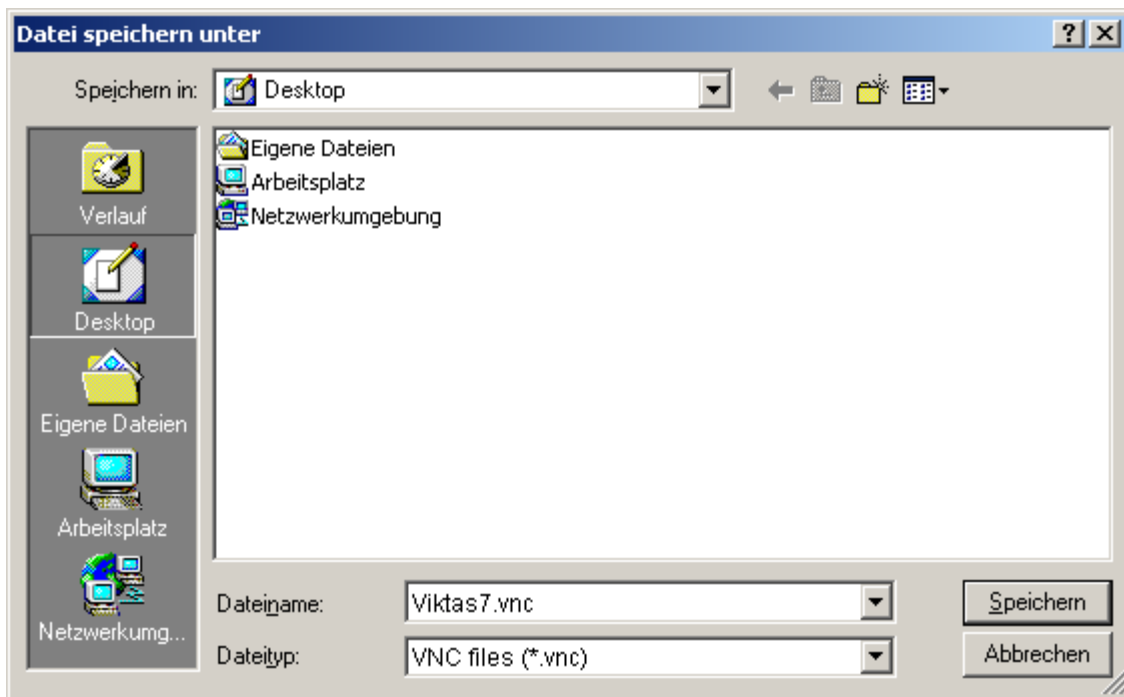 Datei speichern unter
Speichern in:
Desktop
Verlauf
Desktop
Eigene Dateien
Arbeitsplatz
Netzwerkumg...
Eigene Dateien
Arbeitsplatz
Netzwerkumgebung
Dateiname:
Viktas7.vnc
Speichern
Dateityp:
VNC files (*.vnc)
Abbrechen